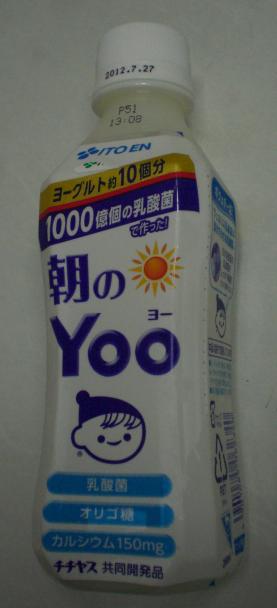 2012.7.27
P51
13:08
ITO EN
ヨーグルト約10個分
1000億個の乳酸菌
で作った!
朝の
ヨー
Yoo
乳酸菌
オリゴ糖
カルシウム150mg
チチヤス 共同開発品